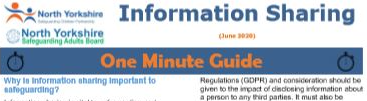 North Yorkshire
Safeguarding Children Partnership
Information Sharing
North Yorkshire
Safeguarding Adults Board
(June 2020)
One Minute Guide
Why is information sharing important to
safeguarding?
Regulations (GDPR) and consideration should be
given to the impact of disclosing information about
a person to any third parties. It must also be